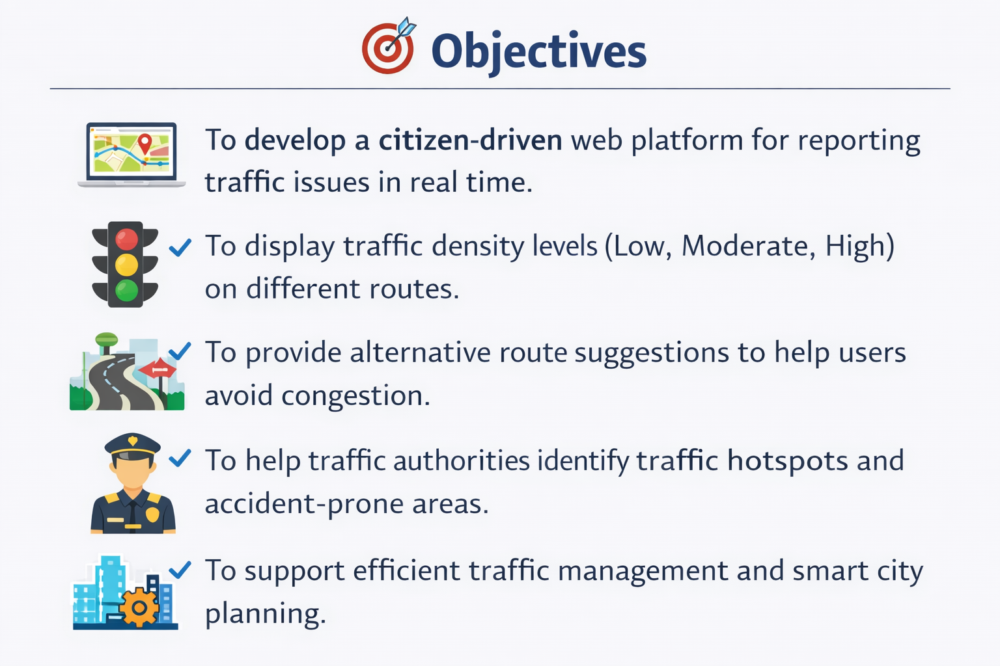 Objectives
To develop a citizen-driven web platform for reporting
traffic issues in real time.
To display traffic density levels (Low, Moderate, High)
on different routes.
To provide alternative route suggestions to help users
avoid congestion.
To help traffic authorities identify traffic hotspots and
accident-prone areas.
To support efficient traffic management and smart city
planning.